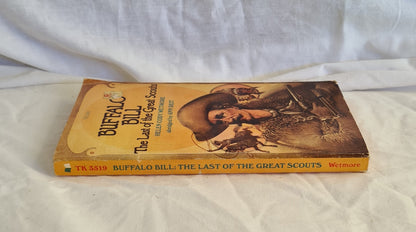 BUFFALO
BILL
The Last of the Great Scouts
HELEN CODY WETMORE
TK 5519 BUFFALO BILL: THE LAST OF THE GREAT SCOUTS Wetmore